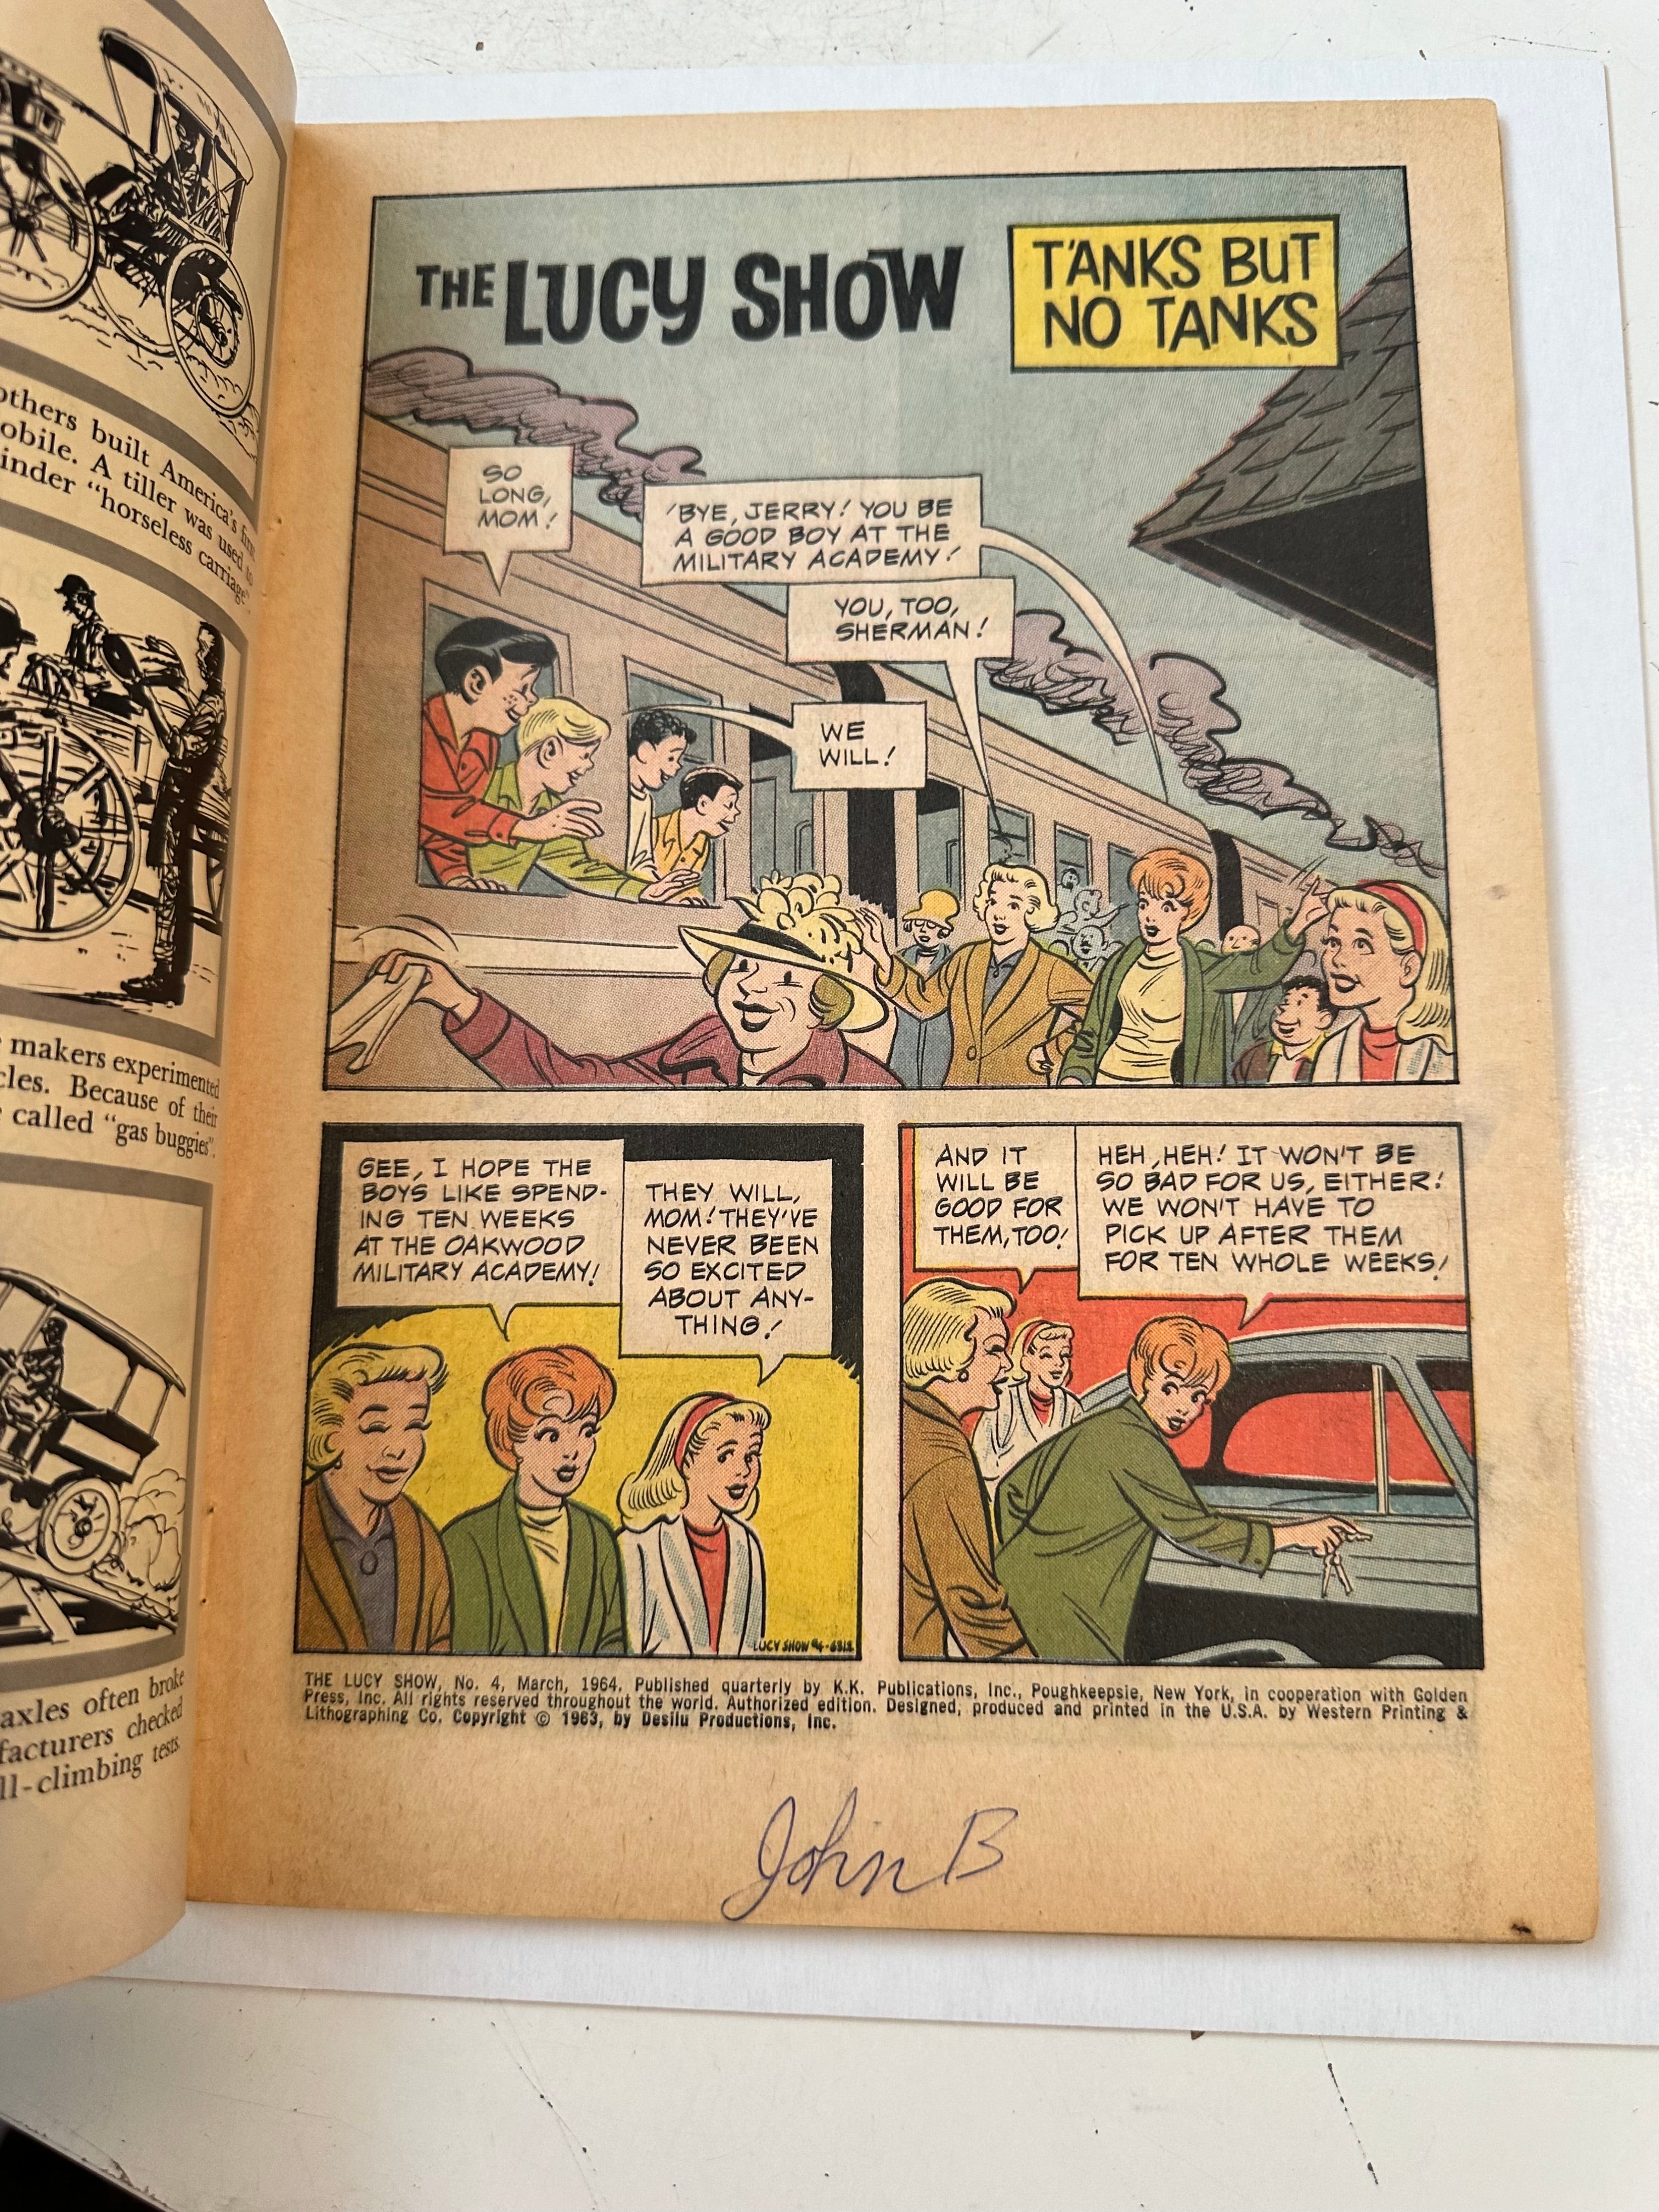 others built America's first
obile. A tiller was used to
inder "horseless carriage".
makers experimented
cles. Because of their
called "gas buggies".
axles often broke
facturers checked
ll-climbing tests.
THE LUCY SHOW
T'ANKS BUT
NO TANKS
SO
LONG,
MOM!
'BYE, JERRY! YOU BE
A GOOD BOY AT THE
MILITARY ACADEMY!
YOU, TOO,
SHERMAN!
WE
WILL!
GEE, I HOPE THE
BOYS LIKE SPEND-
ING TEN WEEKS
AT THE OAKWOOD
MILITARY ACADEMY!
THEY WILL,
MOM! THEY'VE
NEVER BEEN
SO EXCITED
ABOUT ANY-
THING!
LUCY SHOW #4-6312
AND IT
WILL BE
GOOD FOR
THEM, TOO!
HEH, HEH! IT WON'T BE
SO BAD FOR US, EITHER!
WE WON'T HAVE TO
PICK UP AFTER THEM
FOR TEN WHOLE WEEKS!
THE LUCY SHOW, No. 4, March, 1964. Published quarterly by K.K. Publications, Inc., Poughkeepsie, New York, in cooperation with Golden
Press, Inc. All rights reserved throughout the world. Authorized edition. Designed, produced and printed in the U.S.A. by Western Printing &
Lithographing Co. Copyright © 1963, by Desilu Productions, Inc.
John B